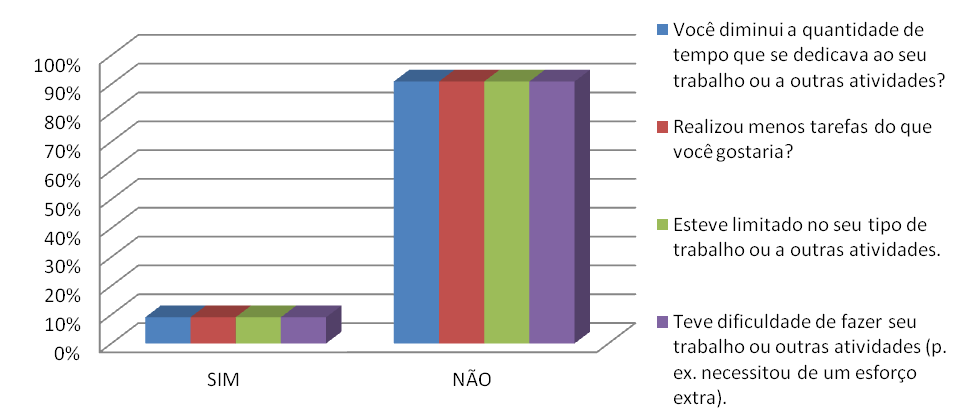 100%
90%
80%
70%
60%
50%
40%
30%
20%
10%
0%
SIM
NÃO
Você diminui a quantidade de
tempo que se dedicava ao seu
trabalho ou a outras atividades?
Realizou menos tarefas do que
você gostaria?
Esteve limitado no seu tipo de
trabalho ou a outras atividades.
Teve dificuldade de fazer seu
trabalho ou outras atividades (p.
ex. necessitou de um esforço
extra).